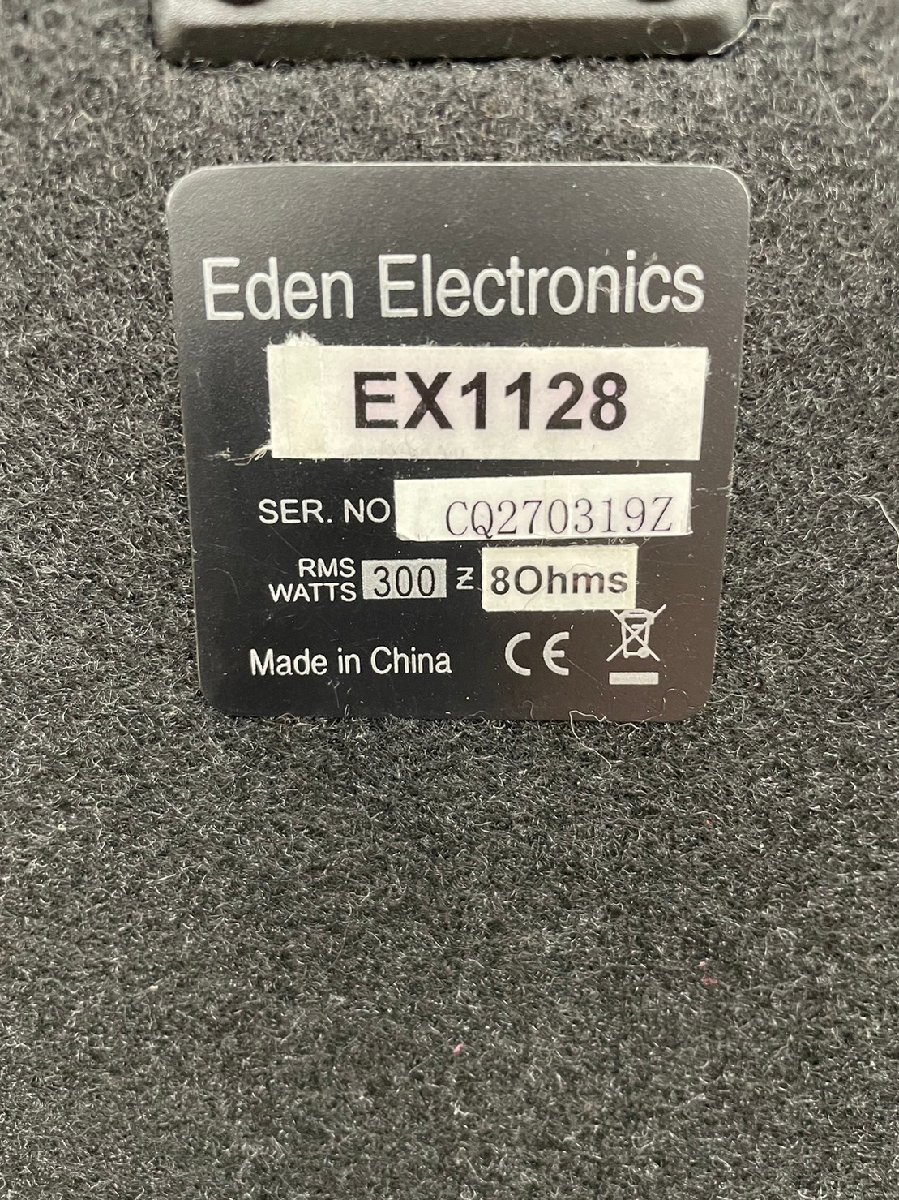 Eden Electronics
EX1128
SER. NO CQ270319Z
RMS WATTS 300 Z 8Ohms
Made in China CE